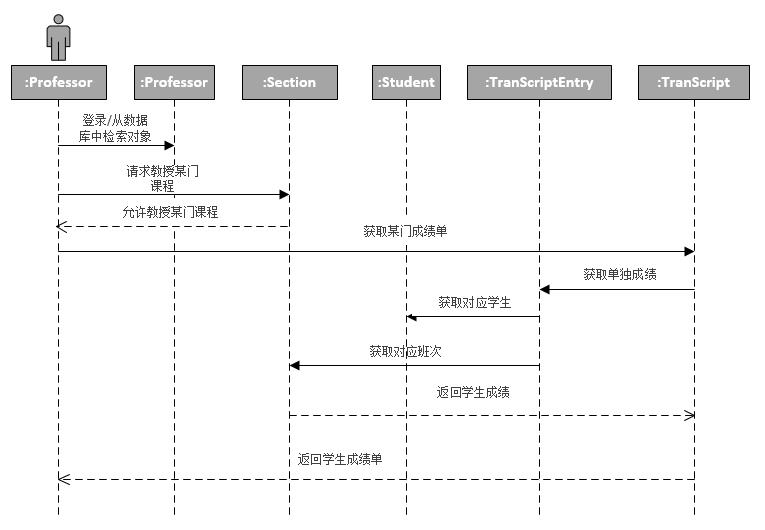 :Professor
:Professor
:Section
:Student
:TranScriptEntry
:TranScript
登录/从数据
库中检索对象
请求教授某门
课程
允许教授某门课程
获取某门成绩单
获取单独成绩
获取对应学生
获取对应班次
返回学生成绩
返回学生成绩单